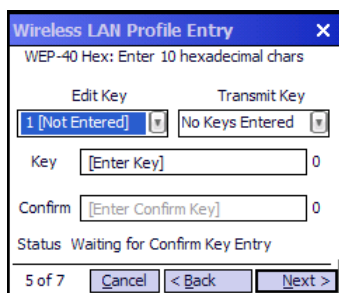 Wireless LAN Profile Entry X
WEP-40 Hex: Enter 10 hexadecimal chars
Edit Key Transmit Key
1 [Not Entered] No Keys Entered
Key [Enter Key] 0
Confirm [Enter Confirm Key] 0
Status Waiting for Confirm Key Entry
5 of 7 Cancel < Back Next >